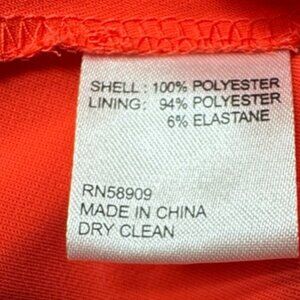 SHELL : 100% POLYESTER
LINING: 94% POLYESTER
6% ELASTANE
RN58909
MADE IN CHINA
DRY CLEAN